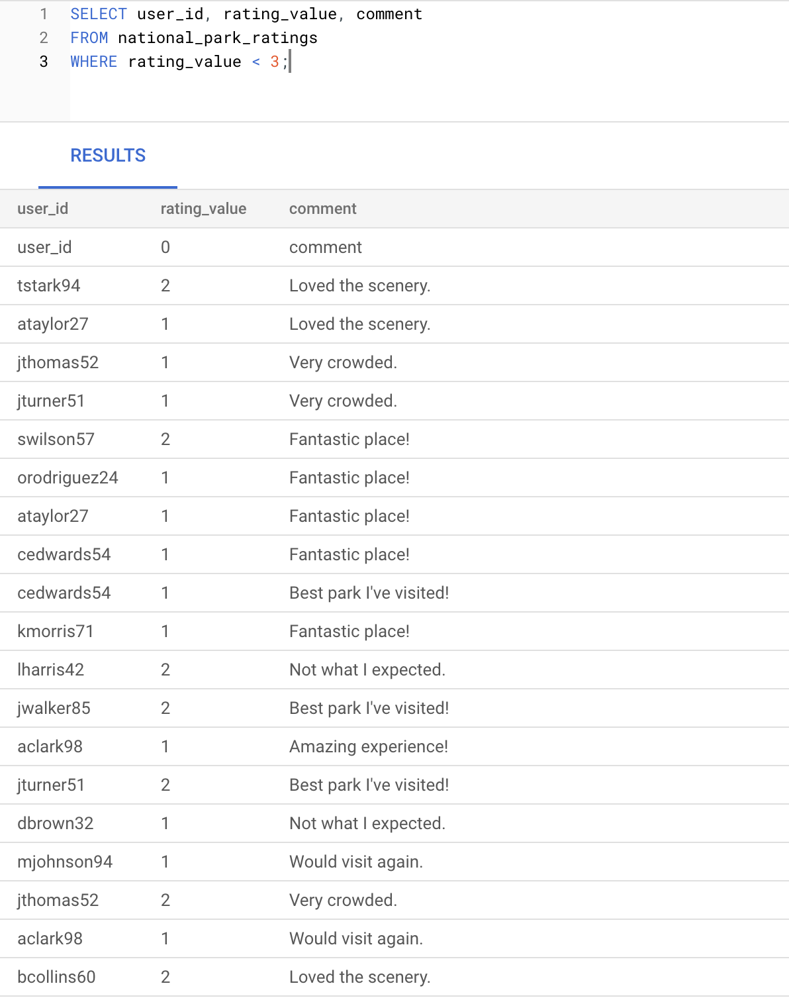 1 SELECT user_id, rating_value, comment
2 FROM national_park_ratings
3 WHERE rating_value < 3;
RESULTS
user_id rating_value comment
user_id 0 comment
tstark94 2 Loved the scenery.
ataylor27 1 Loved the scenery.
jthomas52 1 Very crowded.
jturner51 1 Very crowded.
swilson57 2 Fantastic place!
orodriguez24 1 Fantastic place!
ataylor27 1 Fantastic place!
cedwards54 1 Fantastic place!
cedwards54 1 Best park I've visited!
kmorris71 1 Fantastic place!
lharris42 2 Not what I expected.
jwalker85 2 Best park I've visited!
aclark98 1 Amazing experience!
jturner51 2 Best park I've visited!
dbrown32 1 Not what I expected.
mjohnson94 1 Would visit again.
jthomas52 2 Very crowded.
aclark98 1 Would visit again.
bcollins60 2 Loved the scenery.